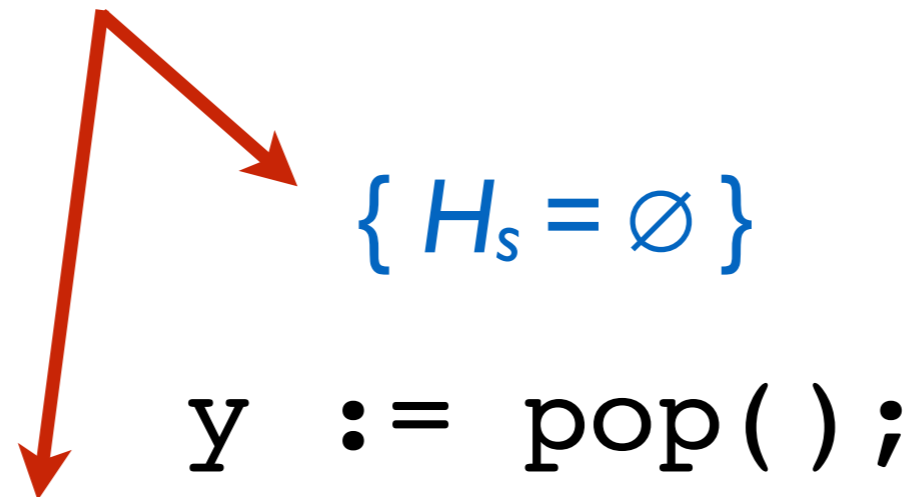 { Hs = ∅ }
y := pop();